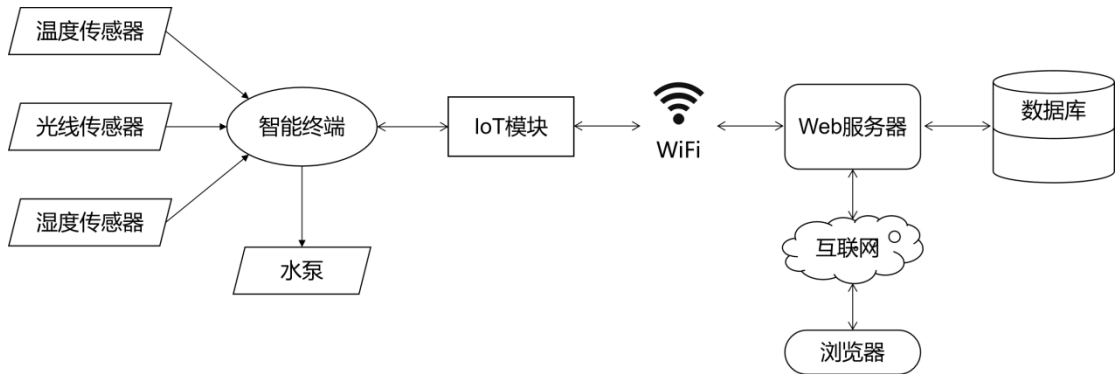 温度传感器
光线传感器
湿度传感器
智能终端
水泵
IoT模块
WiFi
Web服务器
数据库
互联网
浏览器